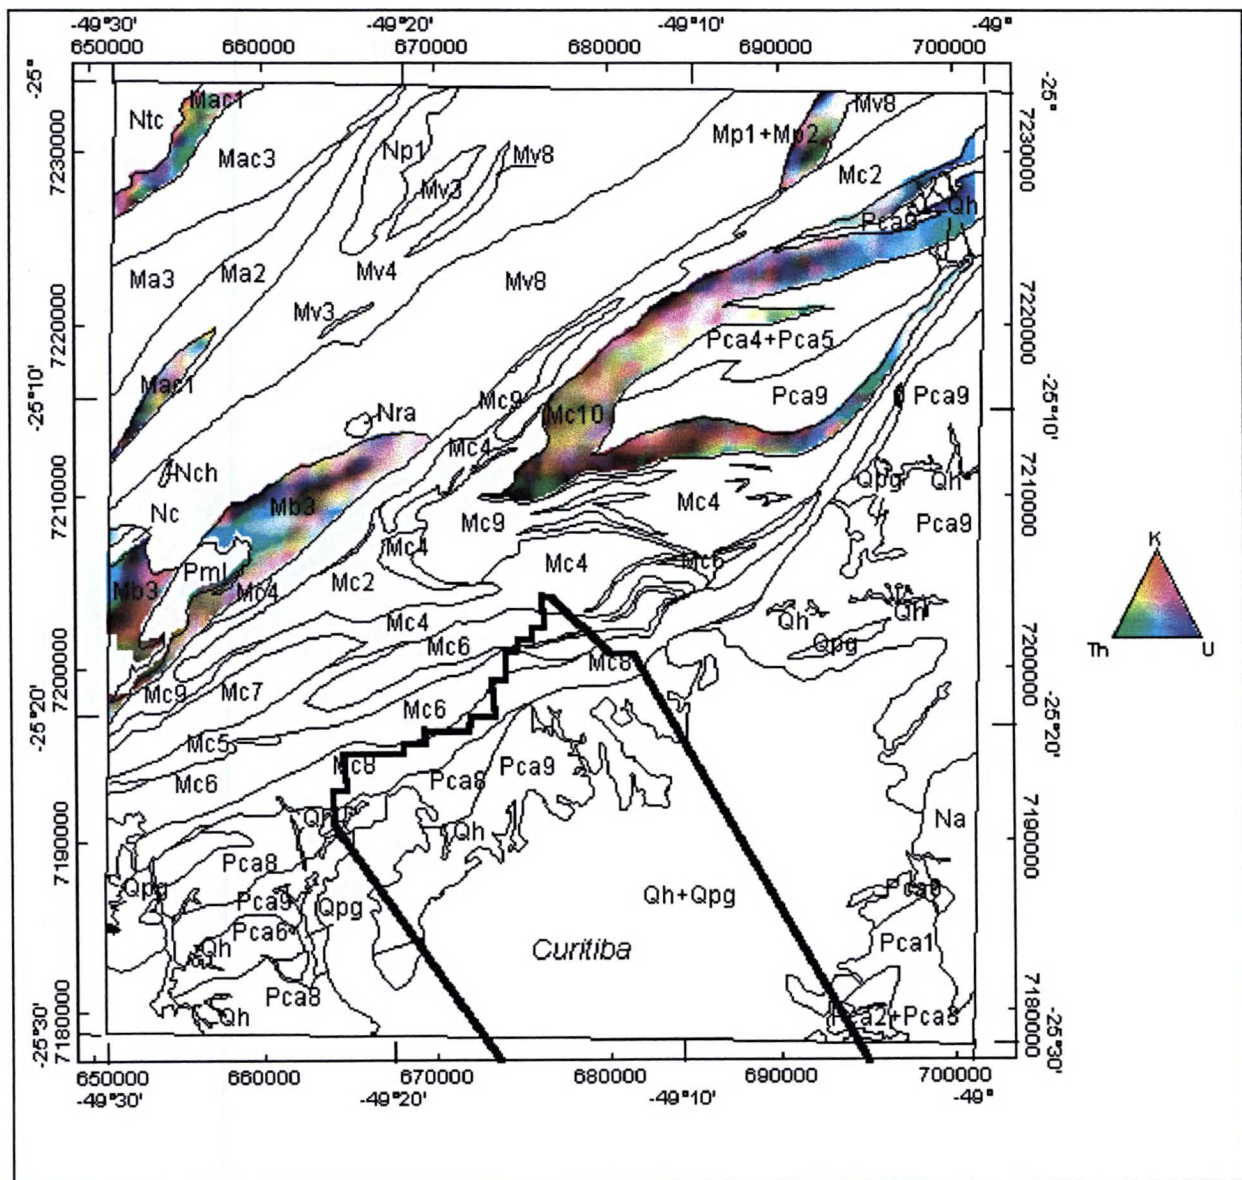 -49°30' -49°20' -49°10' -49°
650000 660000 670000 680000 690000 700000
-25° -25°
7230000 7230000
7220000 7220000
-25°10' -25°10'
7210000 7210000
7200000 7200000
-25°20' -25°20'
7190000 7190000
7180000 7180000
-25°30' -25°30'
Mac1
Ntc
Mac3
Np1
Mv8
Mv3
Mp1+Mp2
Mv8
Mc2
Qh
Ma3
Ma2
Mv4
Mv8
Mv3
Pca4+Pca5
Mac1
Mc9
Mc10
Pca9
Pca9
Nra
Mc4
Nch
Nc
Mb3
Mc9
Mc4
Qpg
Qh
Pca9
Mc4
Mc4
Mc6
Pml
Mb3
Mc4
Mc2
Mc4
Mc6
Qh
Qh
Qpg
Mc8
Mc9
Mc7
Mc6
Mc5
Mc6
Mc8
Pca8
Pca9
Na
Qh
Qh
Pca8
Qpg
Pca9
Qpg
Qh+Qpg
Pca6
Qh
Pca1
Curitiba
Pca8
Qh
650000 660000 670000 680000 690000 700000
-49°30' -49°20' -49°10' -49°
K
Th U